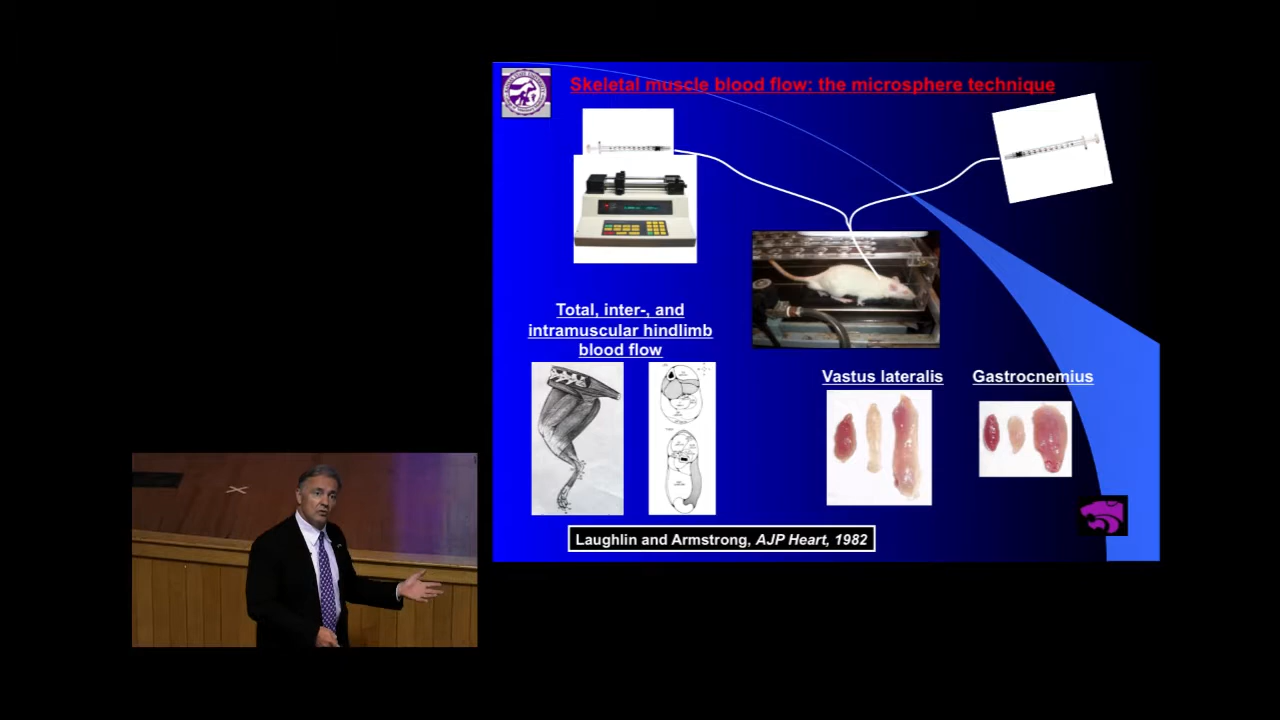 Skeletal muscle blood flow: the microsphere technique
Total, inter-, and
intramuscular hindlimb
blood flow
Vastus lateralis
Gastrocnemius
Laughlin and Armstrong, AJP Heart, 1982